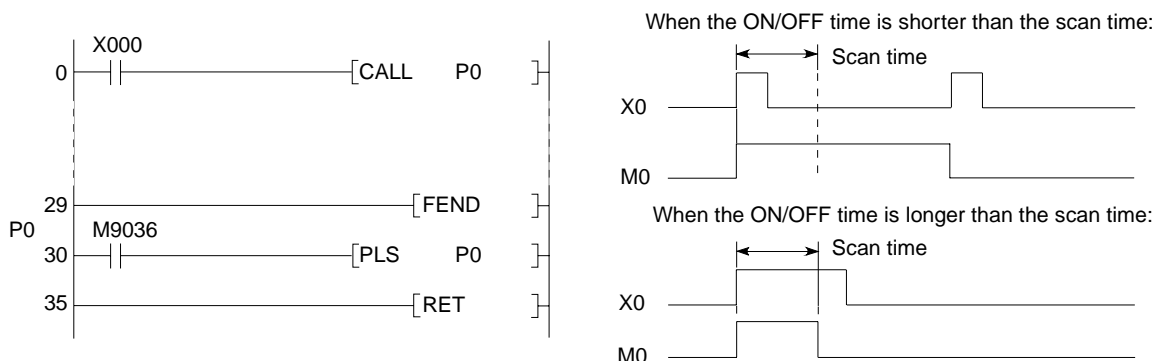 X000
0 CALL P0
29 FEND
P0
M9036
30 PLS P0
35 RET
When the ON/OFF time is shorter than the scan time:
Scan time
X0
M0
When the ON/OFF time is longer than the scan time:
Scan time
X0
M0